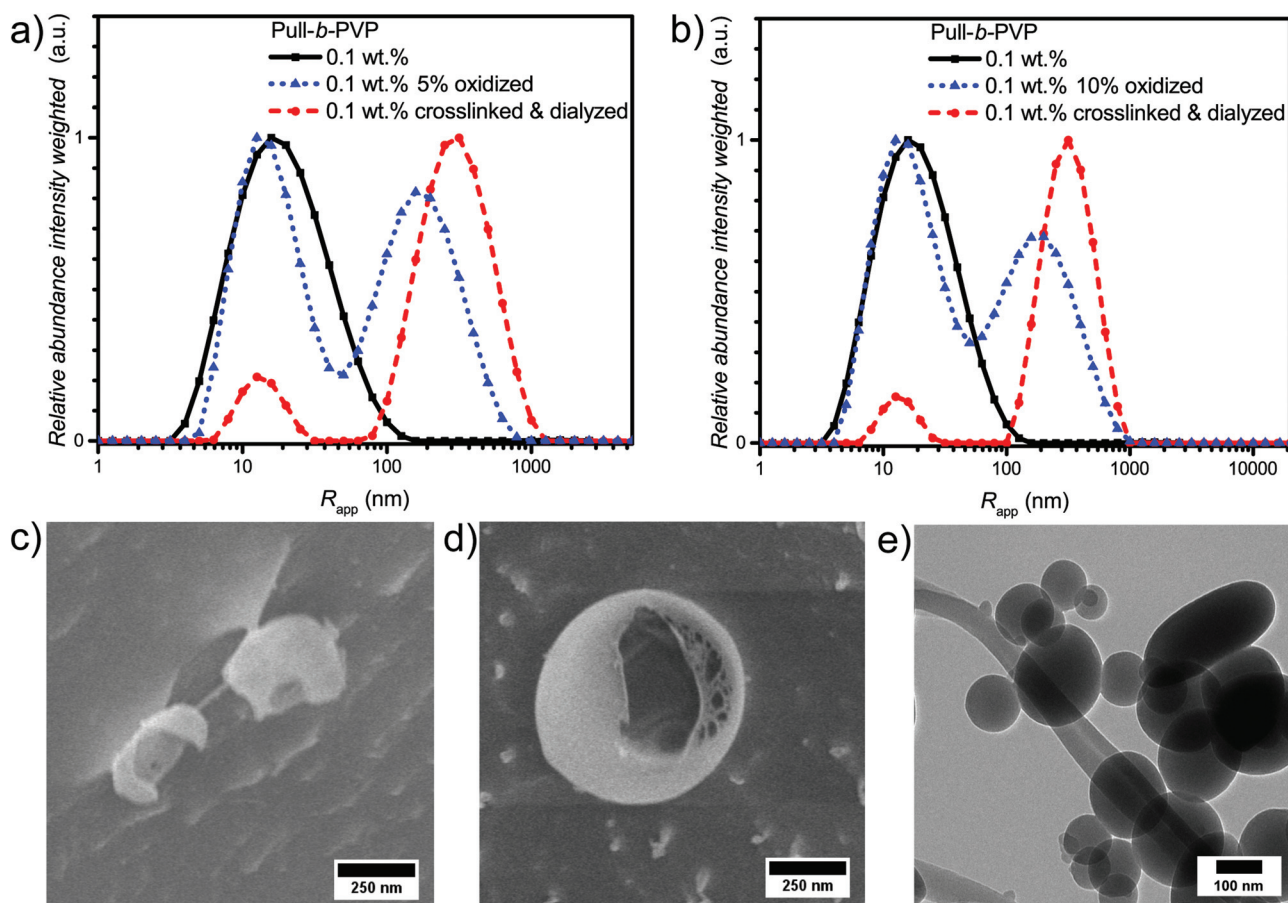 a)
Pull-b-PVP
0.1 wt.%
0.1 wt.% 5% oxidized
0.1 wt.% crosslinked & dialyzed
Relative abundance intensity weighted (a.u.)
1
0
1 10 100 1000
Rapp (nm)
b)
Pull-b-PVP
0.1 wt.%
0.1 wt.% 10% oxidized
0.1 wt.% crosslinked & dialyzed
Relative abundance intensity weighted (a.u.)
1
0
1 10 100 1000 10000
Rapp (nm)
c)
250 nm
d)
250 nm
e)
100 nm